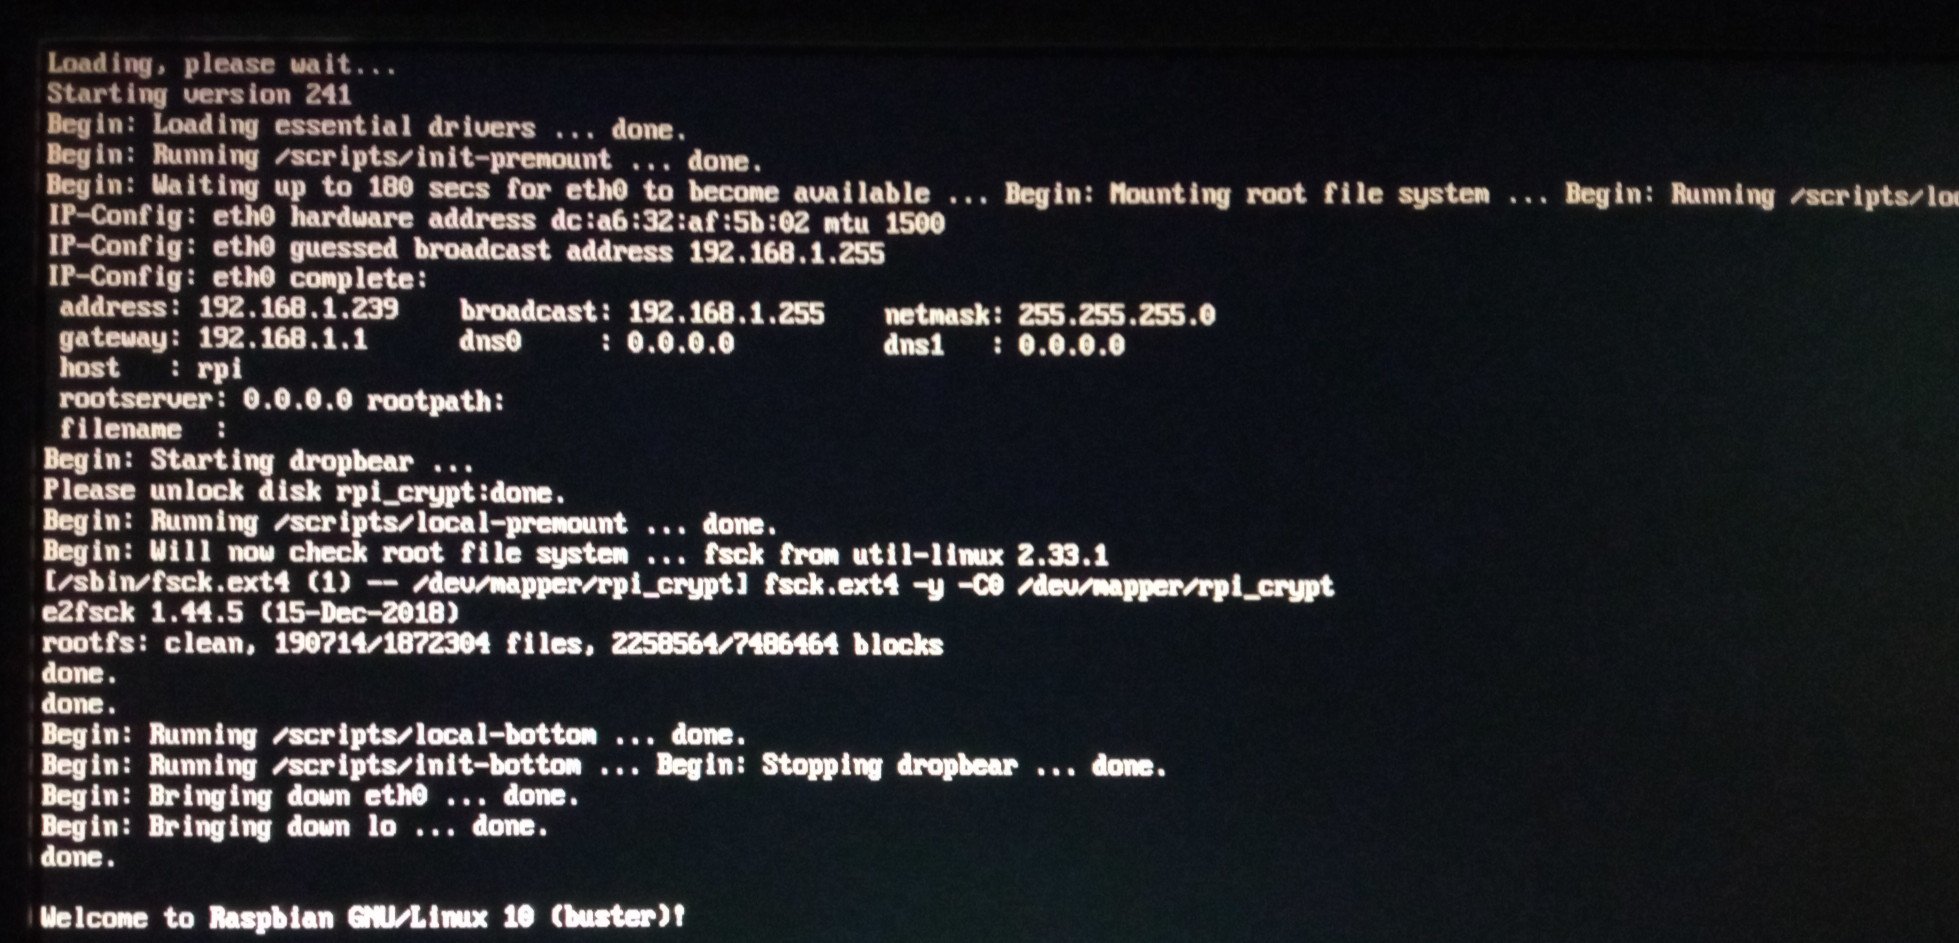 Loading, please wait...
Starting version 241
Begin: Loading essential drivers ... done.
Begin: Running /scripts/init-premount ... done.
Begin: Waiting up to 180 secs for eth0 to become available ... Begin: Mounting root file system ... Begin: Running /scripts/loc
IP-Config: eth0 hardware address dc:a6:32:af:5b:02 mtu 1500
IP-Config: eth0 guessed broadcast address 192.168.1.255
IP-Config: eth0 complete:
address: 192.168.1.239 broadcast: 192.168.1.255 netmask: 255.255.255.0
gateway: 192.168.1.1 dns0 : 0.0.0.0 dns1 : 0.0.0.0
host : rpi
rootserver: 0.0.0.0 rootpath:
filename :
Begin: Starting dropbear ...
Please unlock disk rpi_crypt:done.
Begin: Running /scripts/local-premount ... done.
Begin: Will now check root file system ... fsck from util-linux 2.33.1
[/sbin/fsck.ext4 (1) -- /dev/mapper/rpi_crypt] fsck.ext4 -y -C0 /dev/mapper/rpi_crypt
e2fsck 1.44.5 (15-Dec-2018)
rootfs: clean, 190714/1872304 files, 2258564/7486464 blocks
done.
done.
Begin: Running /scripts/local-bottom ... done.
Begin: Running /scripts/init-bottom ... Begin: Stopping dropbear ... done.
Begin: Bringing down eth0 ... done.
Begin: Bringing down lo ... done.
done.
Welcome to Raspbian GNU/Linux 10 (buster)!